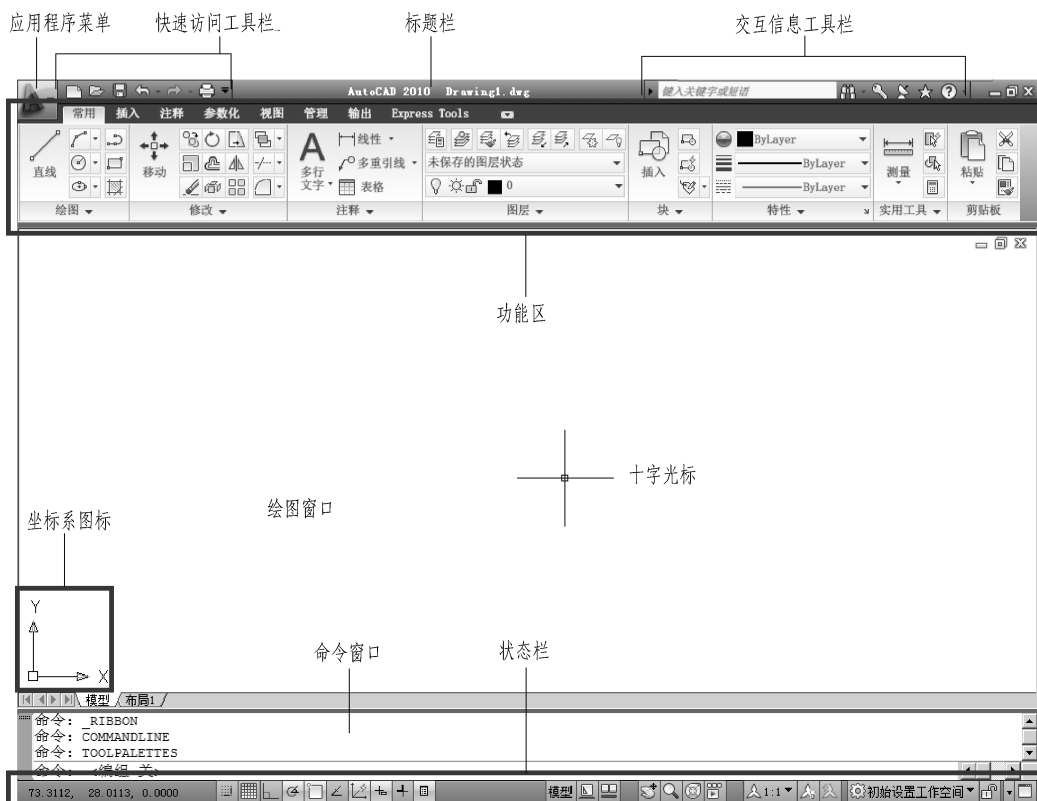 应用程序菜单 快速访问工具栏 标题栏 交互信息工具栏
AutoCAD 2010 Drawing1.dwg 键入关键字或短语
常用 插入 注释 参数化 视图 管理 输出 Express Tools
直线 移动 A 多行文字 线性 多重引线 表格 未保存的图层状态 0 插入 ByLayer ByLayer ByLayer 测量 粘贴
绘图 修改 注释 图层 块 特性 实用工具 剪贴板
功能区
十字光标
绘图窗口
坐标系图标
Y
X
命令窗口 状态栏
模型 布局1
命令: _RIBBON
命令: COMMANDLINE
命令: TOOLPALETTES
命令: <编组 关>
73.3112, 28.0113, 0.0000 模型 1:1 初始设置工作空间